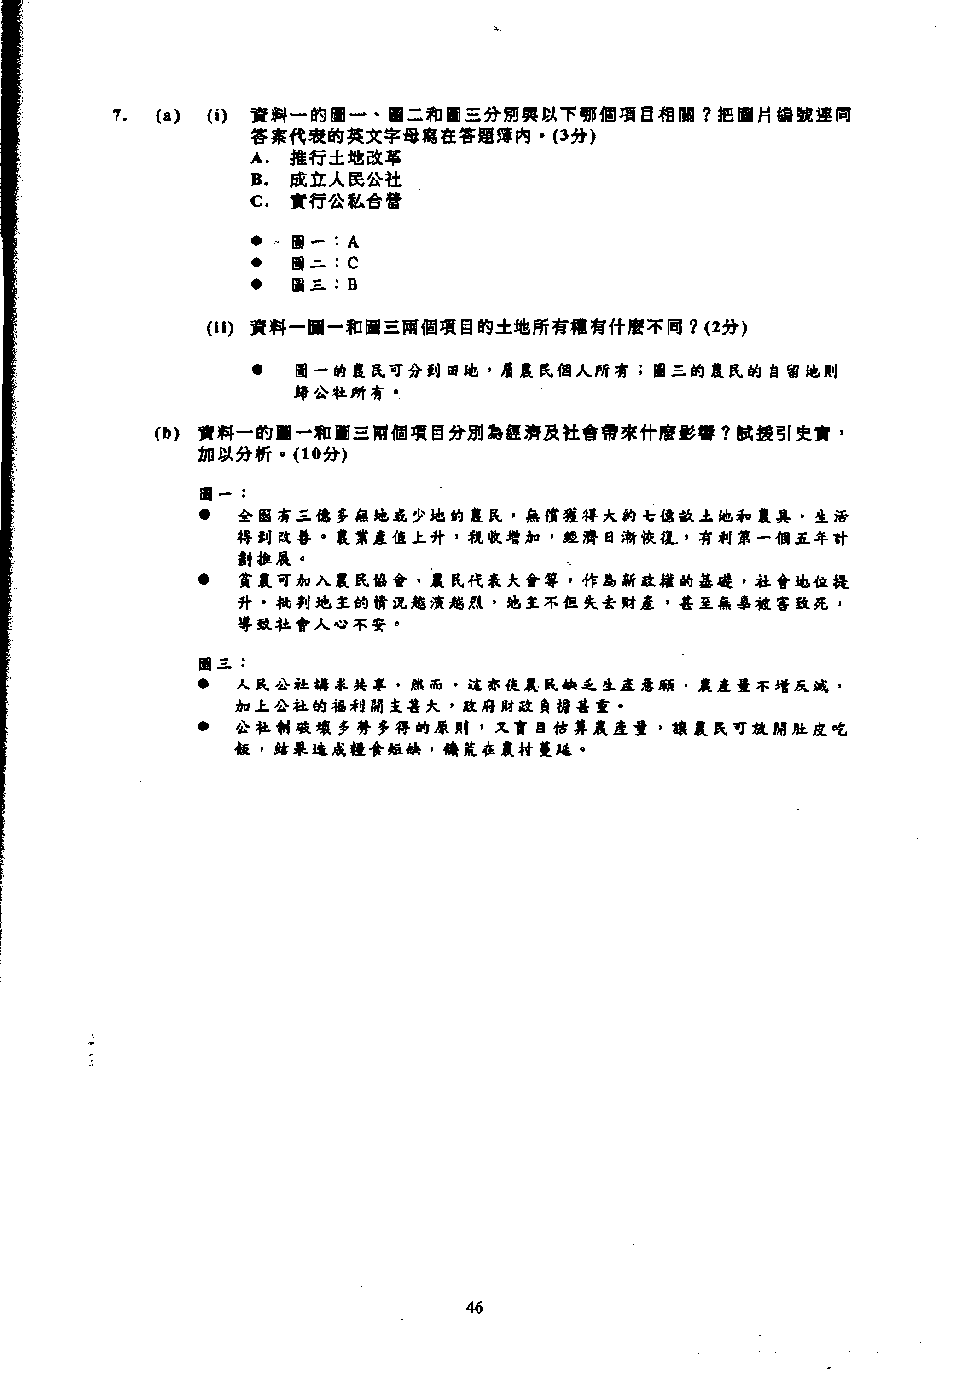 7. (a) (i) 資料一的圖一、圖二和圖三分別與以下哪個項目相關？把圖片編號連同
答案代表的英文字母寫在答題簿內。(3分)
A. 推行土地改革
B. 成立人民公社
C. 實行公私合營
● 圖一：A
● 圖二：C
● 圖三：B
(ii) 資料一圖一和圖三兩個項目的土地所有權有什麼不同？(2分)
● 圖一的農民可分到田地，屬農民個人所有；圖三的農民的自留地則
歸公社所有。
(b) 資料一的圖一和圖三兩個項目分別為經濟及社會帶來什麼影響？試援引史實，
加以分析。(10分)
圖一：
● 全國有三億多無地或少地的農民，無償獲得大約七億畝土地和農具，生活
得到改善。農業產值上升，稅收增加，經濟日漸恢復，有利第一個五年計
劃推展。
● 貧農可加入農民協會、農民代表大會等，作為新政權的基礎，社會地位提
升。批判地主的情況越演越烈，地主不但失去財產，甚至無辜被害致死，
導致社會人心不安。
圖三：
● 人民公社講求共享。然而，這亦使農民缺乏生產意願，農產量不增反減，
加上公社的福利開支甚大，政府財政負擔甚重。
● 公社制破壞多勞多得的原則，又盲目估算農產量，讓農民可放開肚皮吃
飯，結果造成糧食短缺，饑荒在農村蔓延。
46